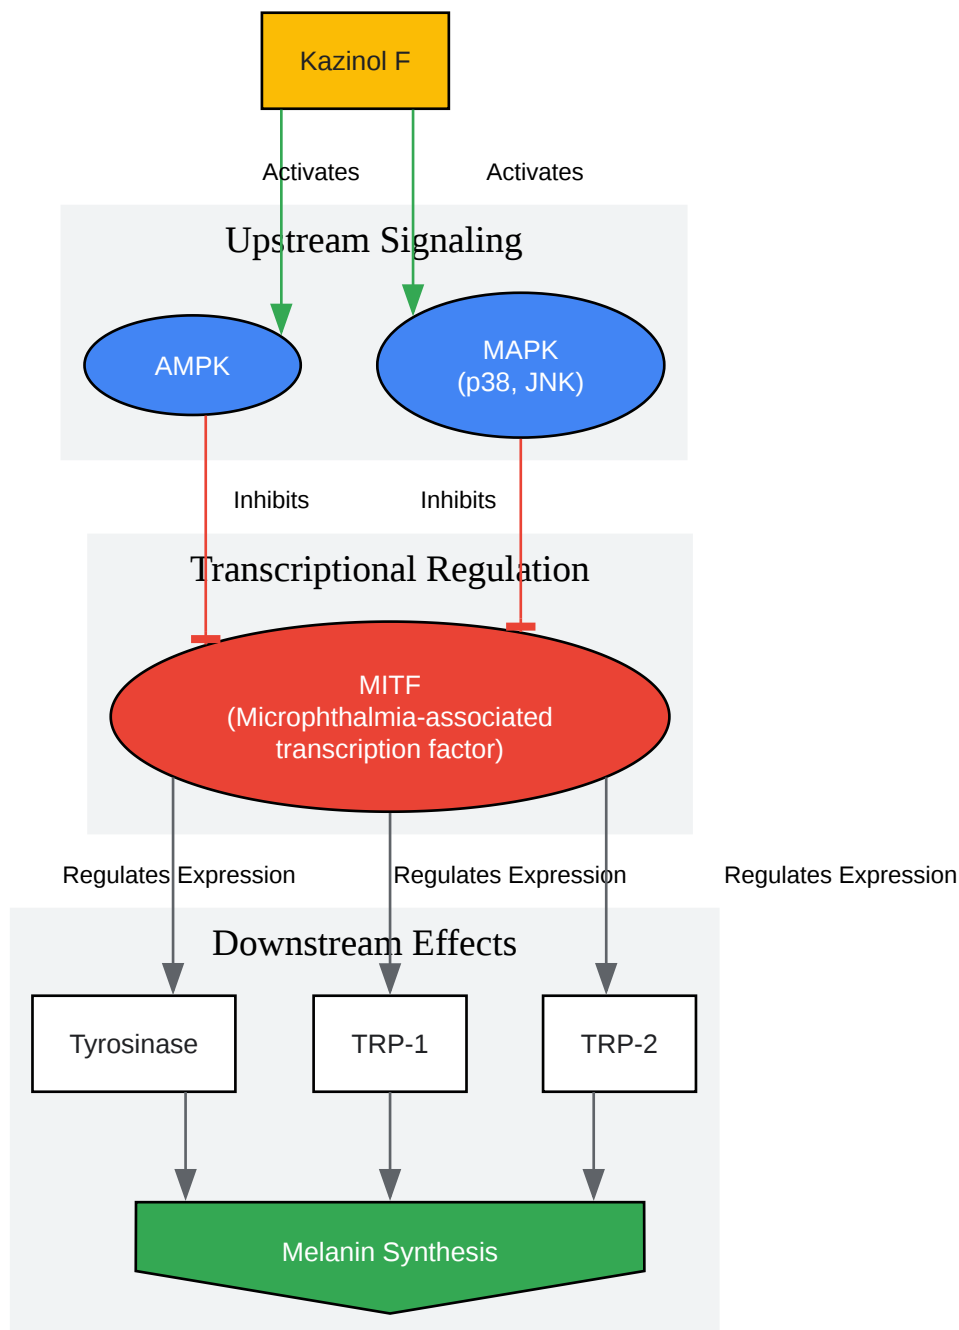 Kazinol F
Activates
Activates
Upstream Signaling
AMPK
MAPK
(p38, JNK)
Inhibits
Inhibits
Transcriptional Regulation
MITF
(Microphthalmia-associated
transcription factor)
Regulates Expression
Regulates Expression
Regulates Expression
Downstream Effects
Tyrosinase
TRP-1
TRP-2
Melanin Synthesis